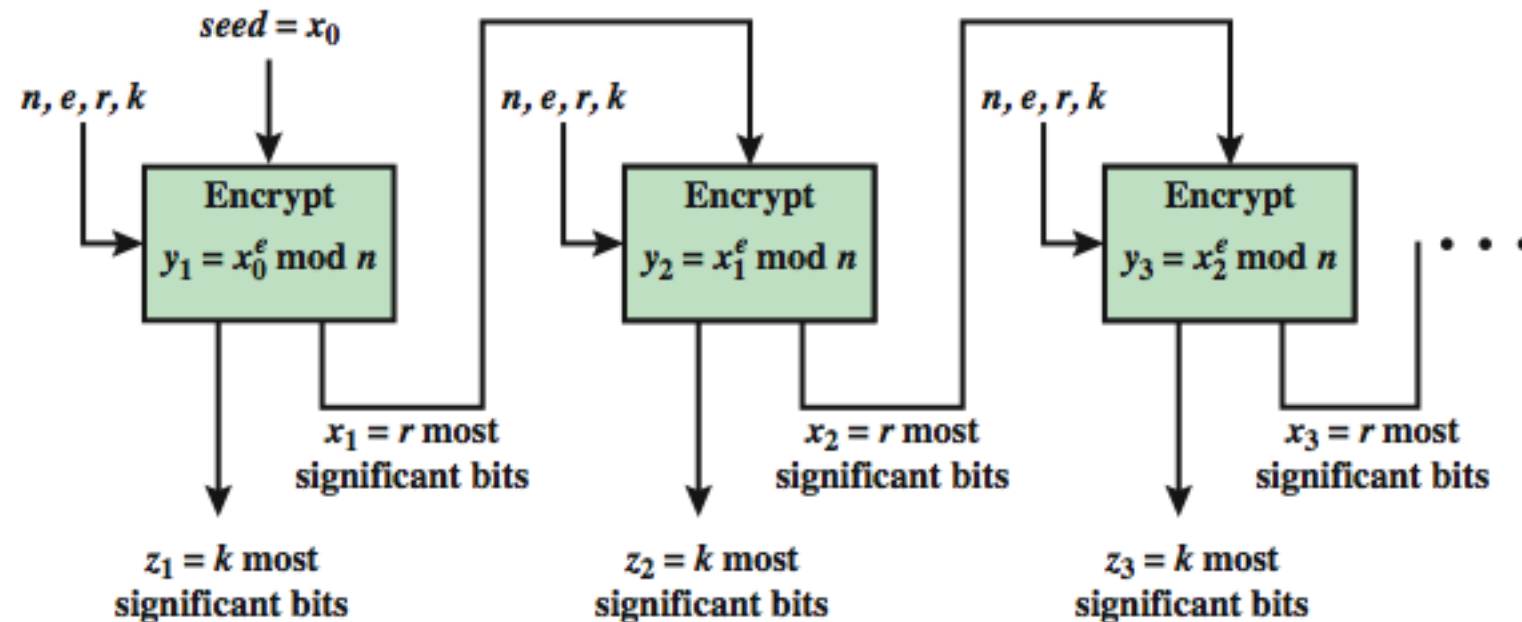 seed = x₀
n, e, r, k
n, e, r, k
n, e, r, k
Encrypt
y₁ = x₀ᵉ mod n
Encrypt
y₂ = x₁ᵉ mod n
Encrypt
y₃ = x₂ᵉ mod n
• • •
x₁ = r most
significant bits
x₂ = r most
significant bits
x₃ = r most
significant bits
z₁ = k most
significant bits
z₂ = k most
significant bits
z₃ = k most
significant bits